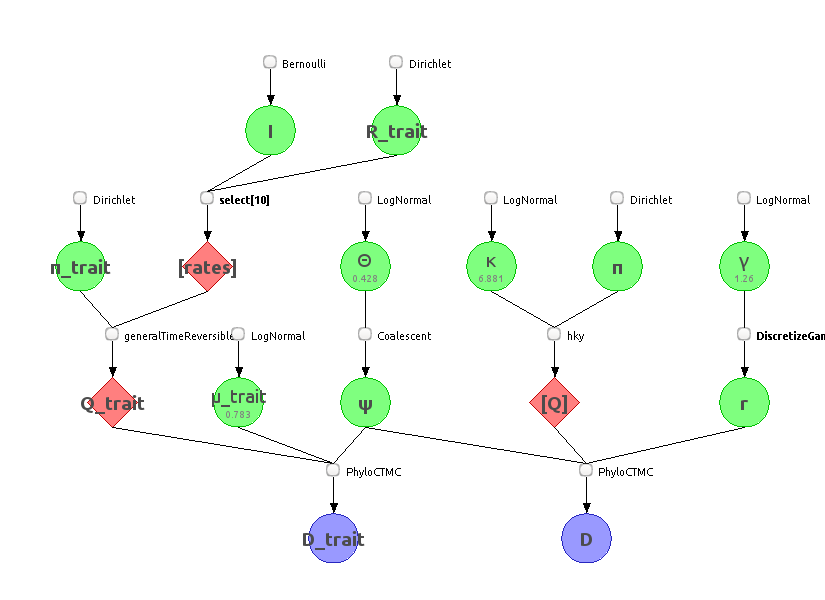 Bernoulli
Dirichlet
I
R_trait
Dirichlet
select[10]
LogNormal
LogNormal
Dirichlet
LogNormal
π_trait
[rates]
Θ
0.428
κ
6.881
π
γ
1.26
generalTimeReversible
LogNormal
Coalescent
hky
DiscretizeGam
Q_trait
μ_trait
0.783
ψ
[Q]
r
PhyloCTMC
PhyloCTMC
D_trait
D